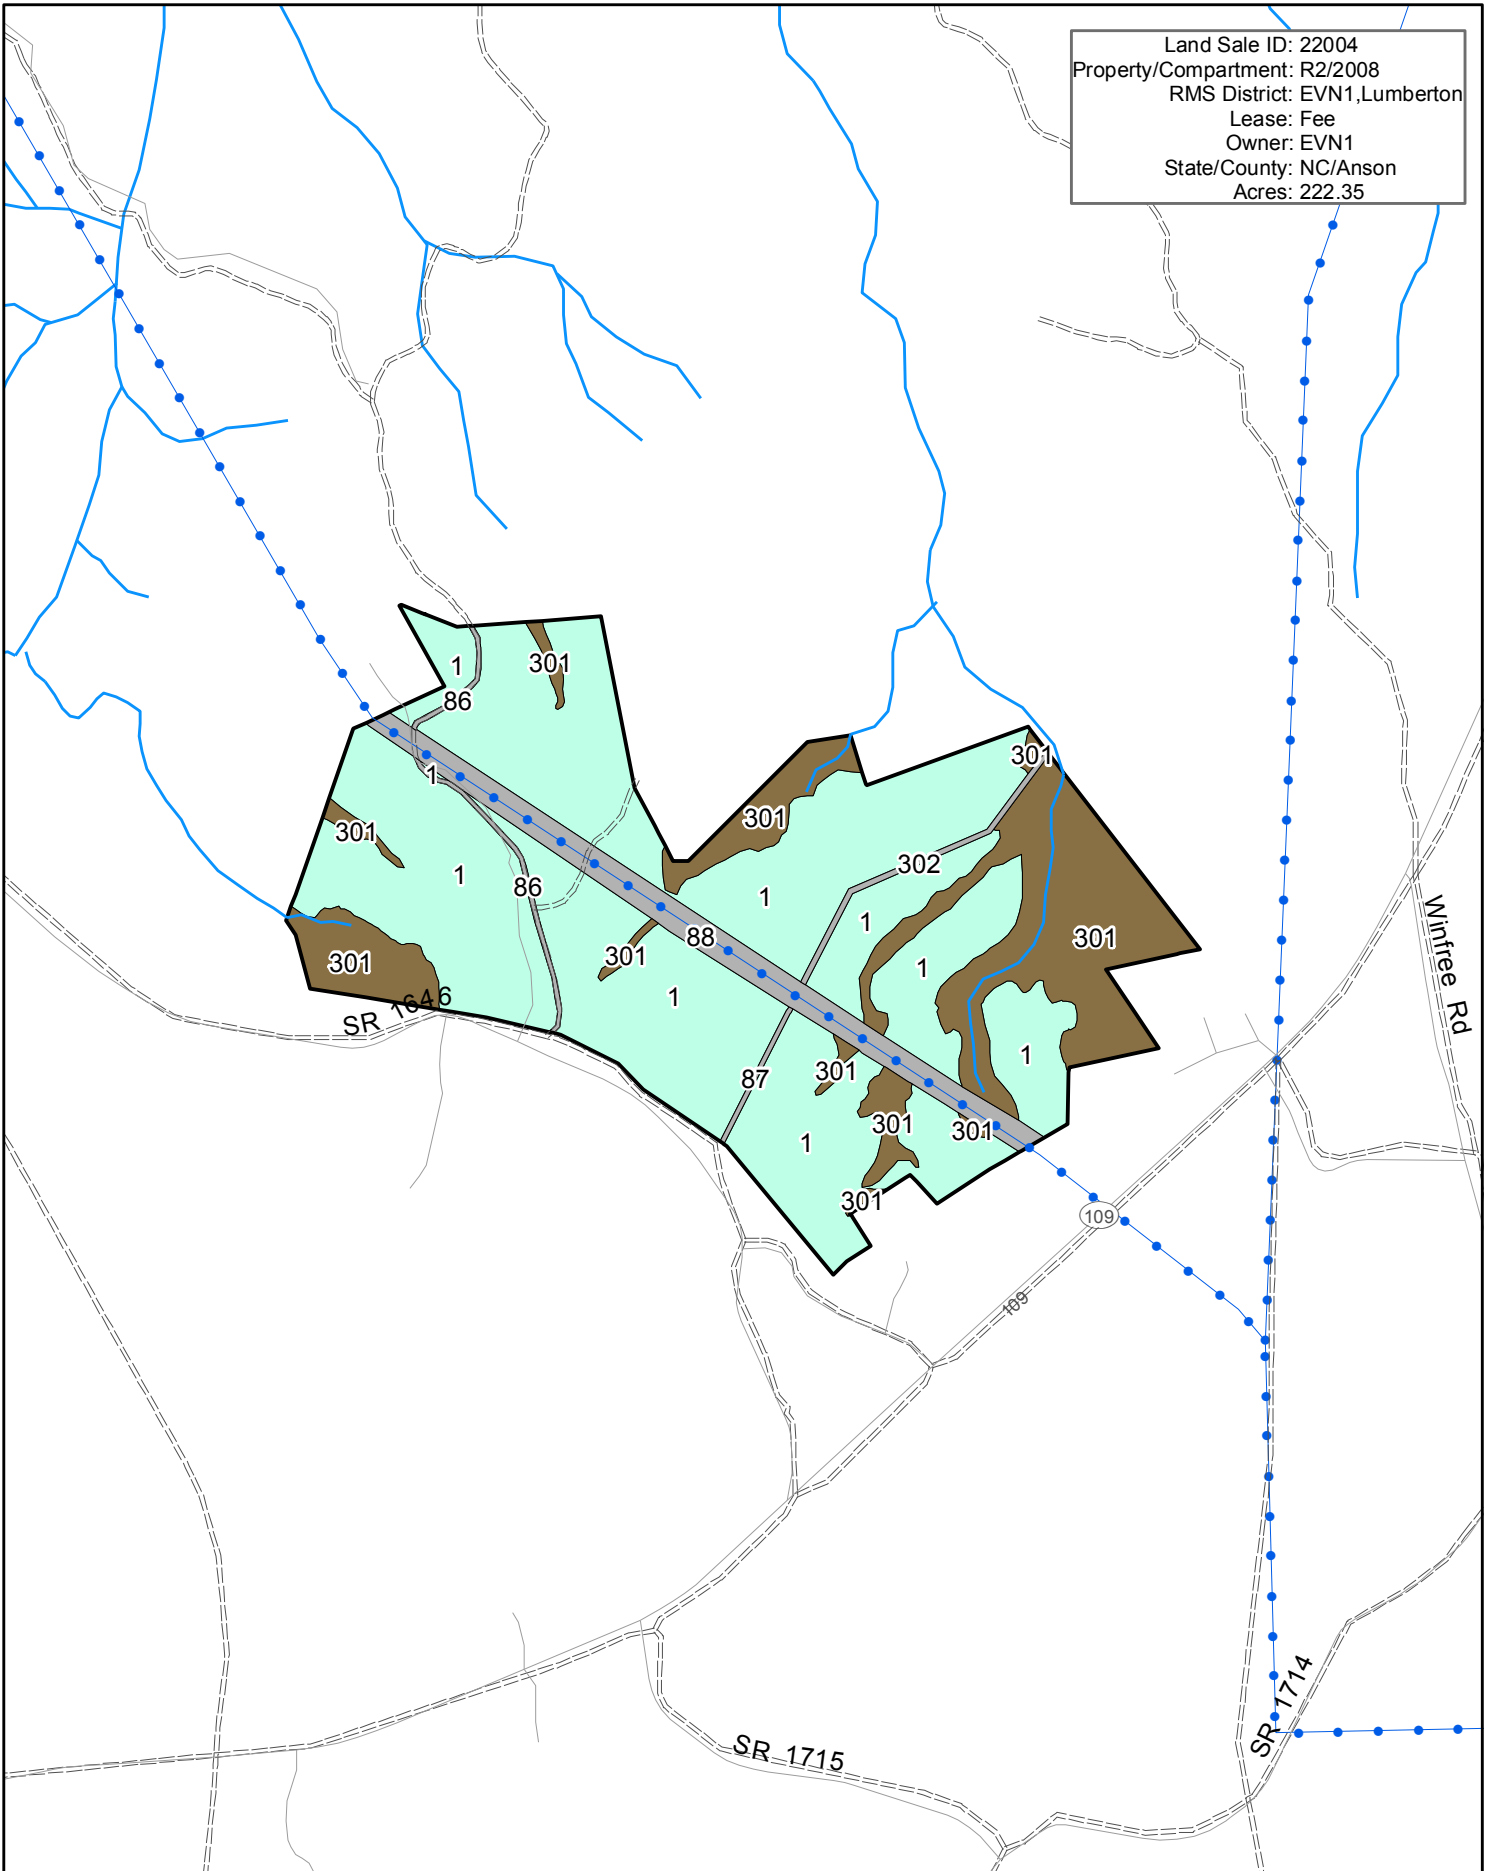 Land Sale ID: 22004
Property/Compartment: R2/2008
RMS District: EVN1,Lumberton
Lease: Fee
Owner: EVN1
State/County: NC/Anson
Acres: 222.35
1
301
86
301
1
301
301
302
1
86
1
1
Winfree Rd
88
301
301
1
301
SR 1646
1
1
301
87
301
301
1
301
109
109
SR 1714
SR 1715